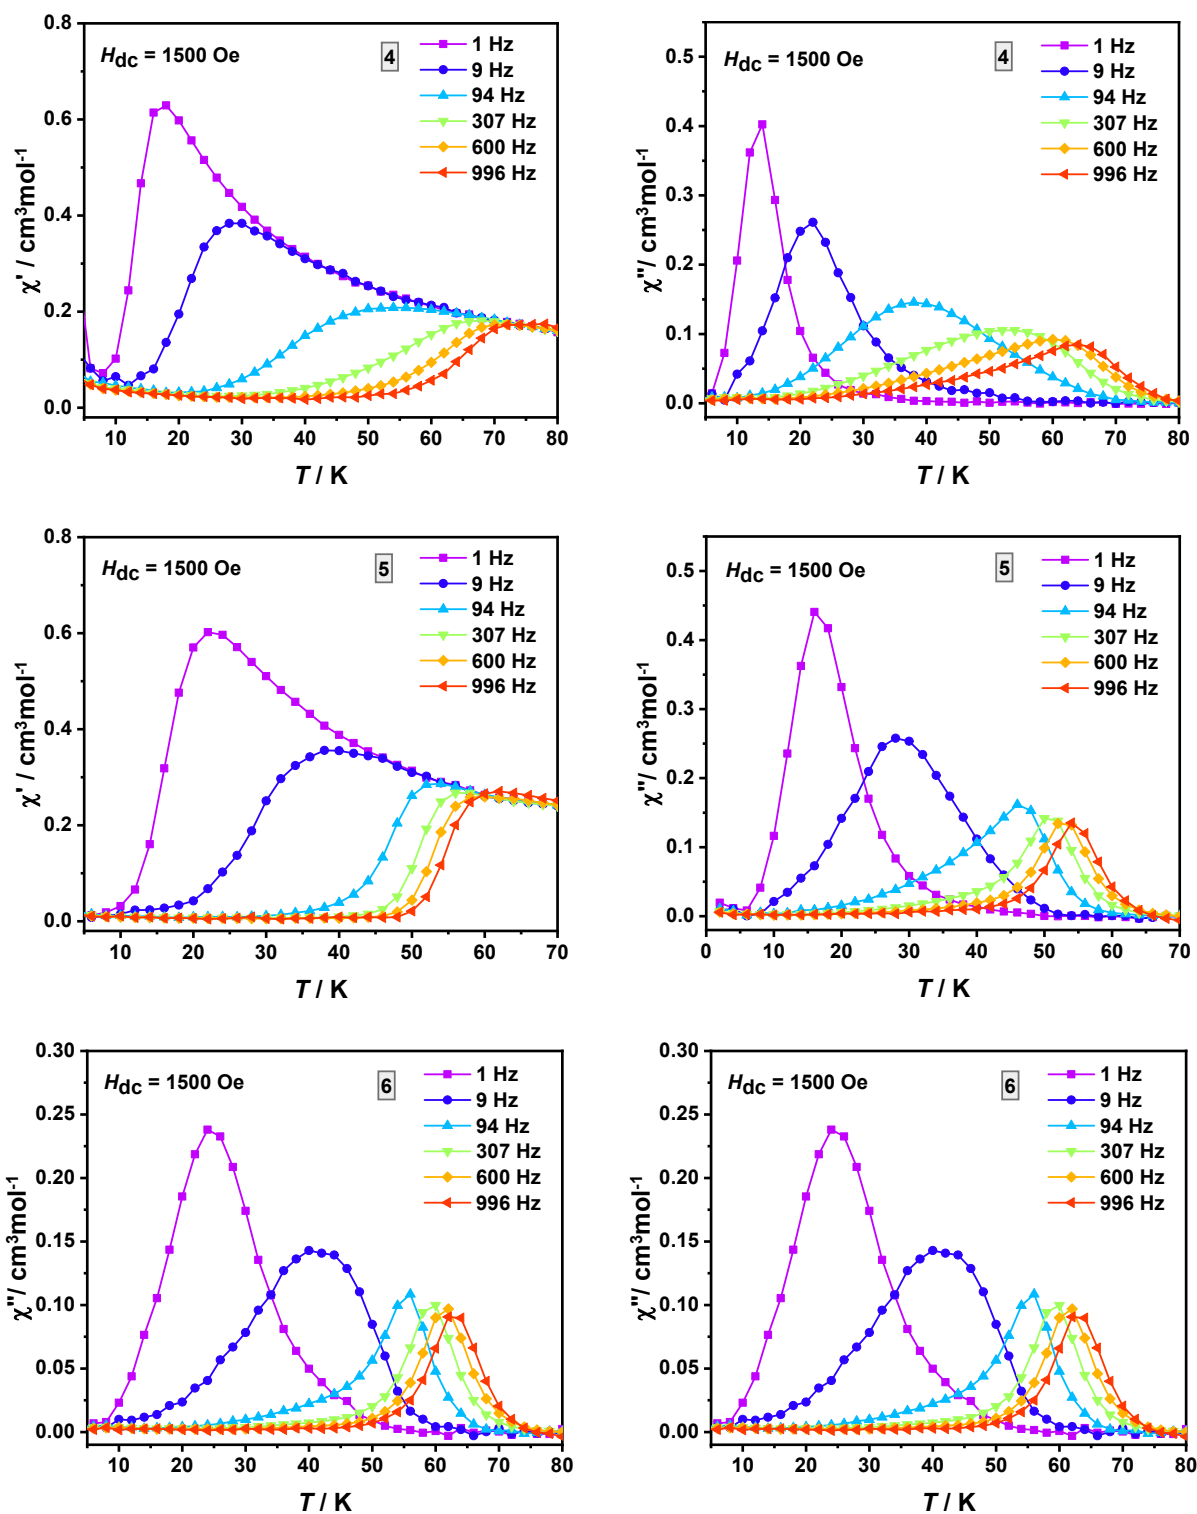 0.8
0.6
0.4
0.2
0.0
χ' / cm³mol⁻¹
H_dc = 1500 Oe
4
1 Hz
9 Hz
94 Hz
307 Hz
600 Hz
996 Hz
10 20 30 40 50 60 70 80
T / K
0.5
0.4
0.3
0.2
0.1
0.0
χ"/ cm³mol⁻¹
H_dc = 1500 Oe
4
1 Hz
9 Hz
94 Hz
307 Hz
600 Hz
996 Hz
10 20 30 40 50 60 70 80
T / K
0.8
0.6
0.4
0.2
0.0
χ' / cm³mol⁻¹
H_dc = 1500 Oe
5
1 Hz
9 Hz
94 Hz
307 Hz
600 Hz
996 Hz
10 20 30 40 50 60 70
T / K
0.5
0.4
0.3
0.2
0.1
0.0
χ"/ cm³mol⁻¹
H_dc = 1500 Oe
5
1 Hz
9 Hz
94 Hz
307 Hz
600 Hz
996 Hz
0 10 20 30 40 50 60 70
T / K
0.30
0.25
0.20
0.15
0.10
0.05
0.00
χ"/ cm³mol⁻¹
H_dc = 1500 Oe
6
1 Hz
9 Hz
94 Hz
307 Hz
600 Hz
996 Hz
10 20 30 40 50 60 70 80
T / K
0.30
0.25
0.20
0.15
0.10
0.05
0.00
χ"/ cm³mol⁻¹
H_dc = 1500 Oe
6
1 Hz
9 Hz
94 Hz
307 Hz
600 Hz
996 Hz
10 20 30 40 50 60 70 80
T / K